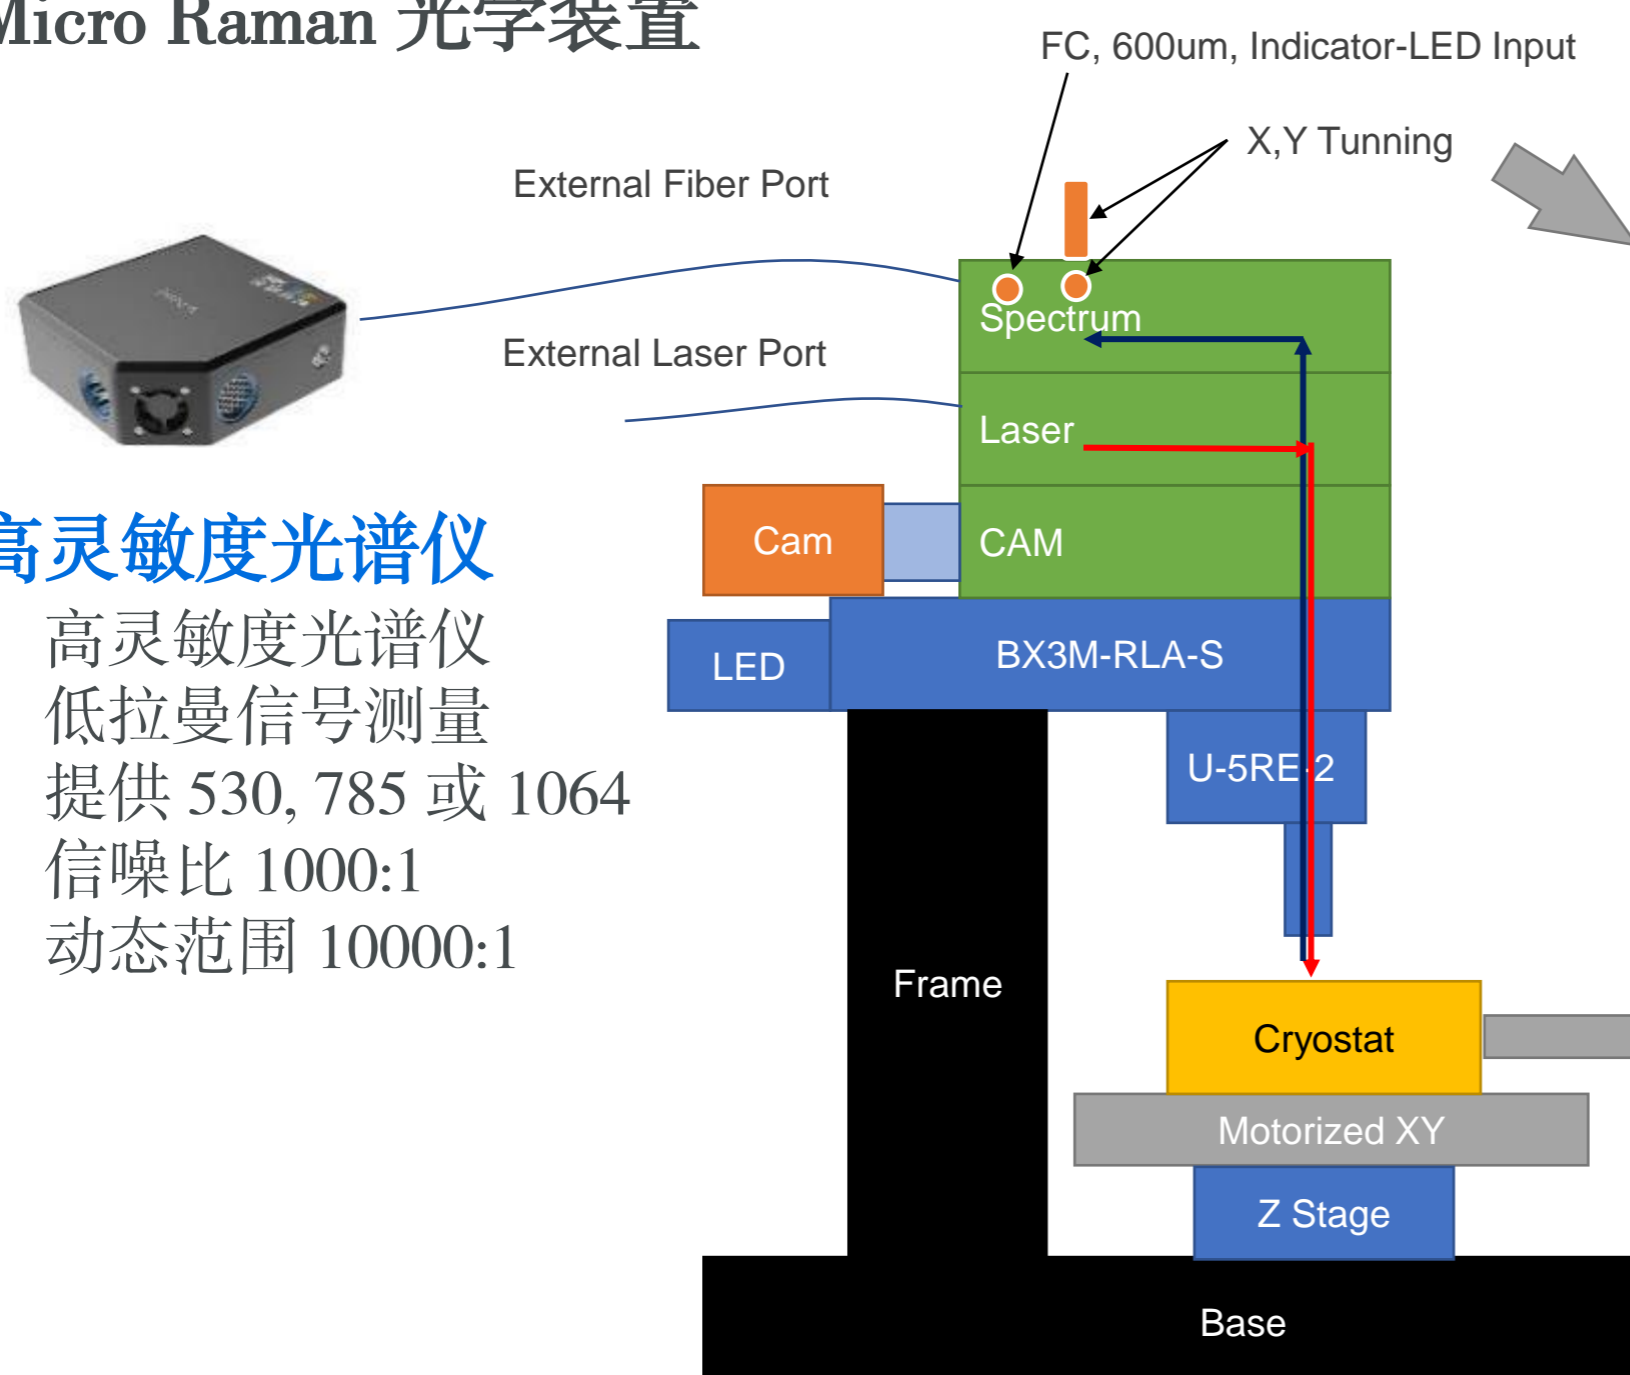 Micro Raman 光学装置
FC, 600um, Indicator-LED Input
X,Y Tunning
External Fiber Port
Spectrum
External Laser Port
Laser
Cam
CAM
高灵敏度光谱仪
高灵敏度光谱仪
低拉曼信号测量
提供 530, 785 或 1064
信噪比 1000:1
动态范围 10000:1
LED
BX3M-RLA-S
U-5RE-2
Frame
Cryostat
Motorized XY
Z Stage
Base